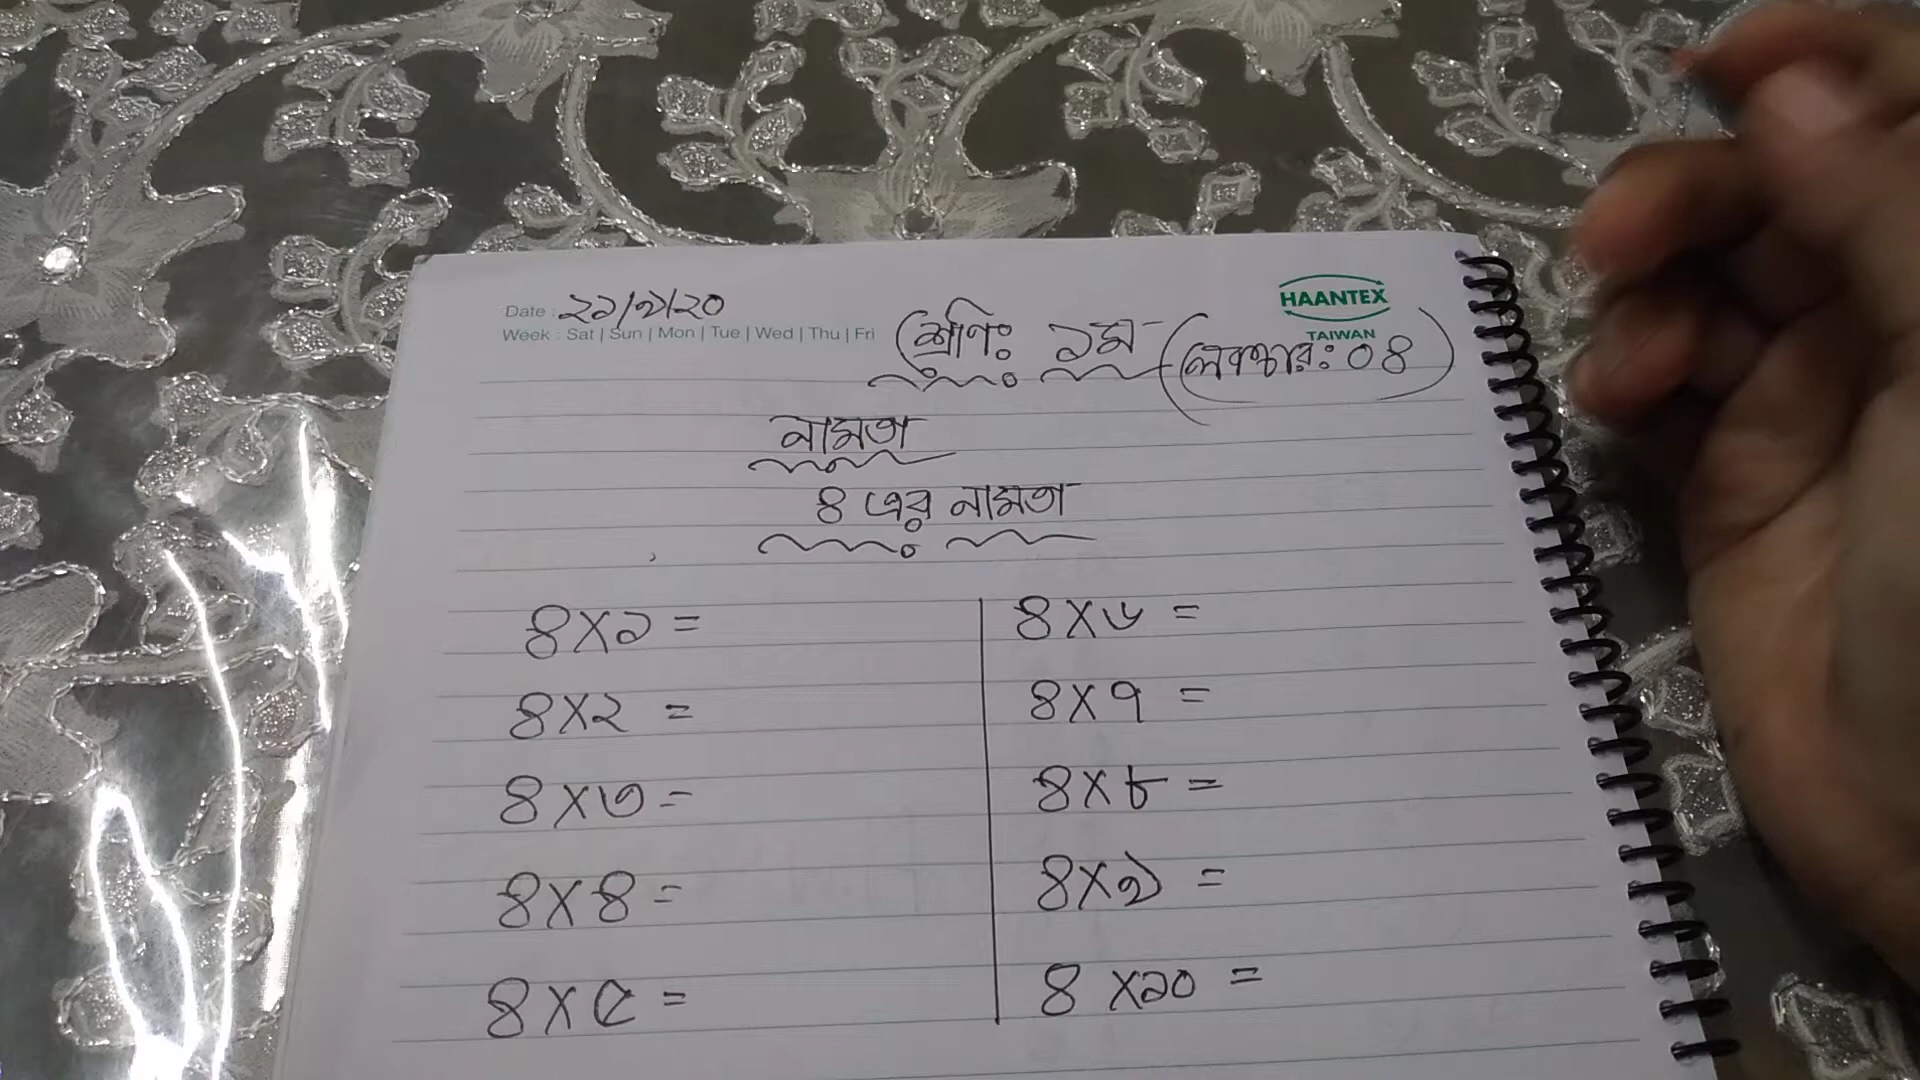 Date : ২১/৯/২০
HAANTEX
TAIWAN
Week : Sat | Sun | Mon | Tue | Wed | Thu | Fri
শ্রেণিঃ ১ম (লেকচার: ০৪)
নামতা
৪ এর নামতা
৪X১ =
৪X২ =
৪X৩ =
৪X৪ =
৪X৫ =
৪X৬ =
৪X৭ =
৪X৮ =
৪X৯ =
৪X১০ =